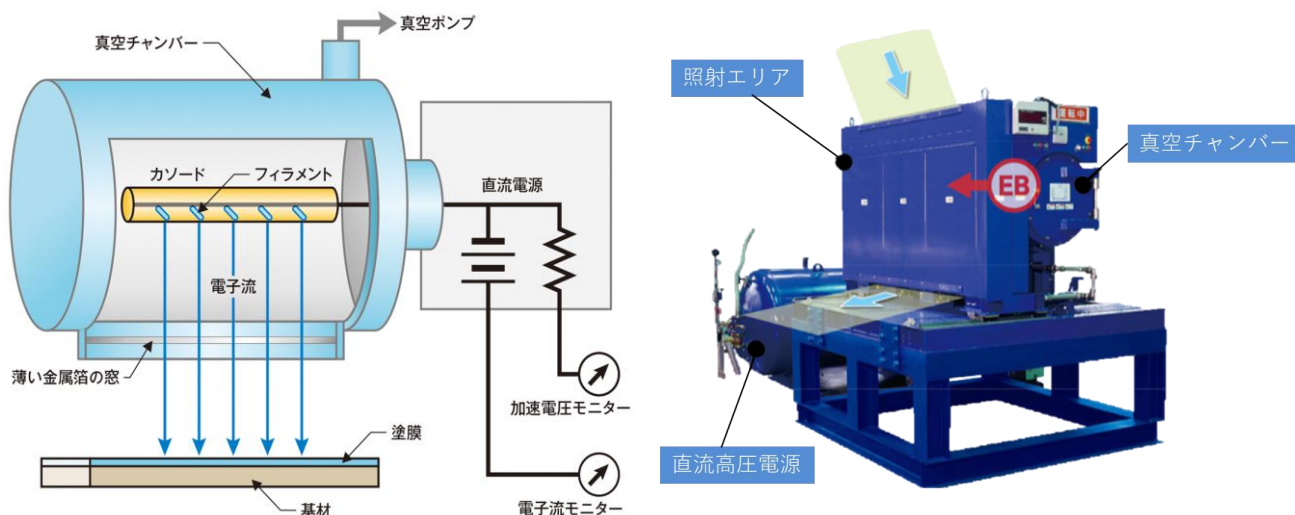 真空ポンプ
真空チャンバー
カソード
フィラメント
直流電源
電子流
薄い金属箔の窓
加速電圧モニター
塗膜
基材
電子流モニター
照射エリア
運転中
真空チャンバー
EB
直流高圧電源